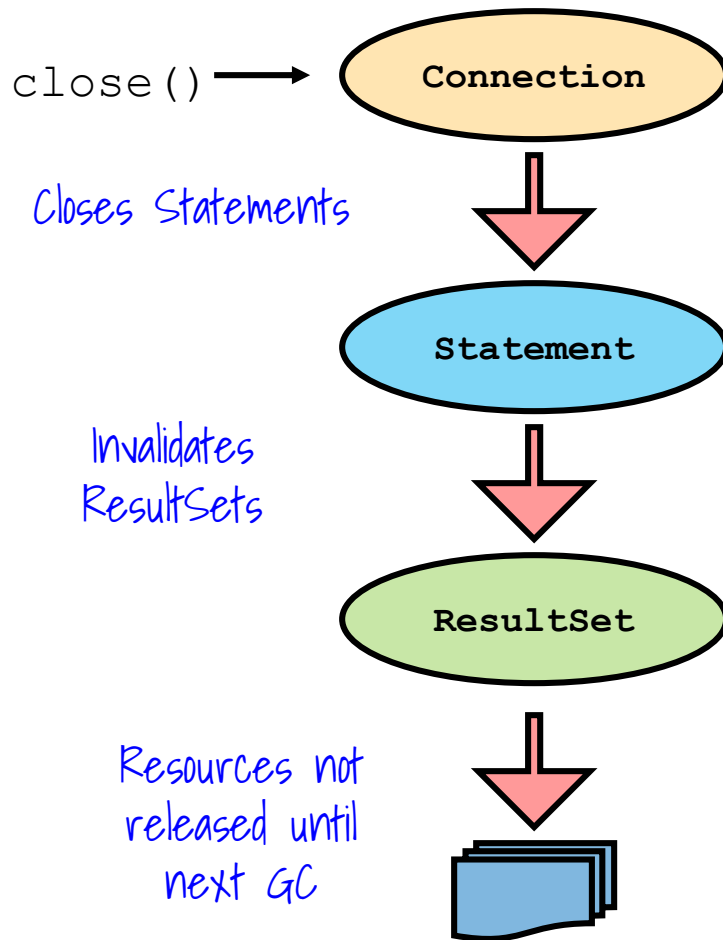 close()
Connection
Closes Statements
Statement
Invalidates
ResultSets
ResultSet
Resources not
released until
next GC